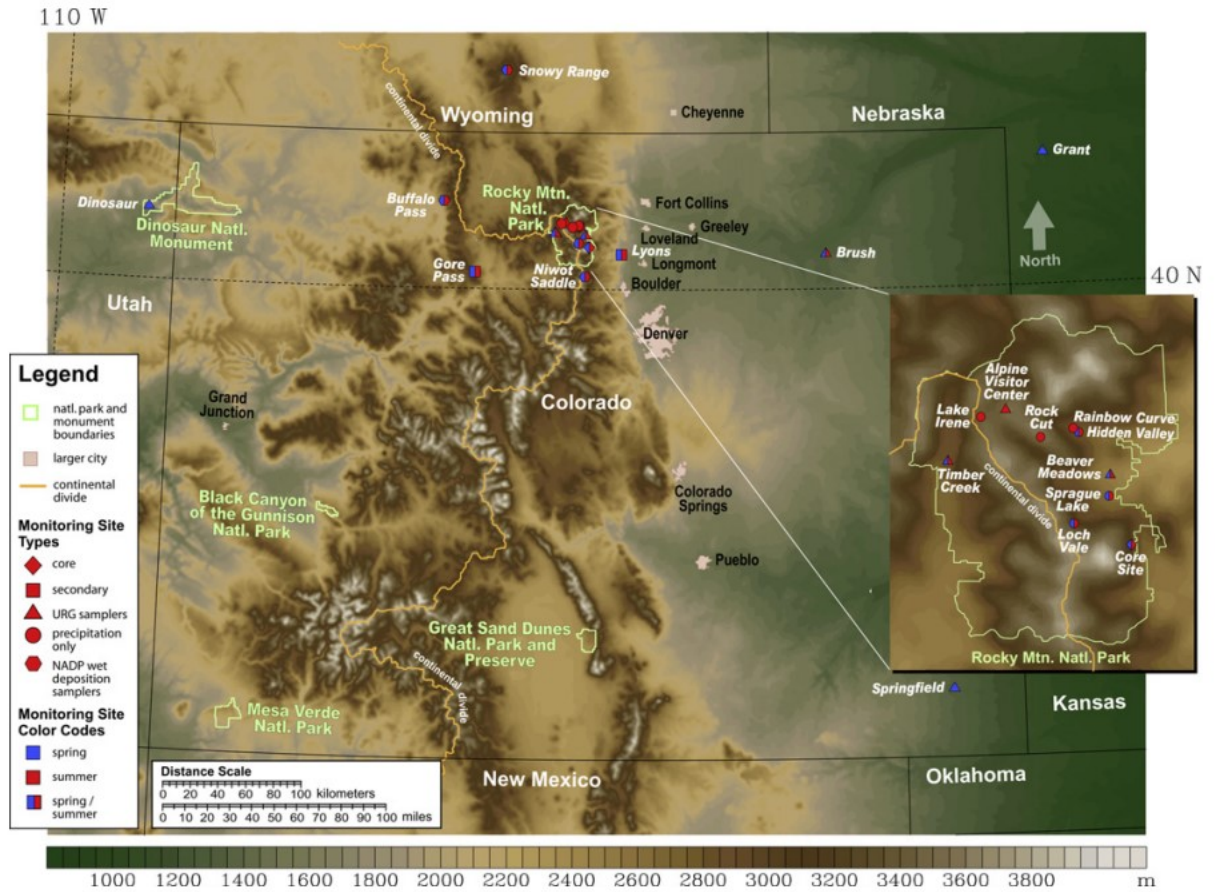 110 W
Snowy Range
Wyoming
Cheyenne
Nebraska
continental divide
Grant
Dinosaur
Dinosaur Natl.
Monument
Buffalo
Pass
Rocky Mtn.
Natl.
Park
Fort Collins
Greeley
Loveland
Lyons
Longmont
Brush
North
Gore
Pass
Niwot
Saddle
Boulder
40 N
Utah
Denver
Legend
natl. park and
monument
boundaries
larger city
continental
divide
Monitoring Site
Types
core
secondary
URG samplers
precipitation
only
NADP wet
deposition
samplers
Monitoring Site
Color Codes
spring
summer
spring /
summer
Grand
Junction
Colorado
Black Canyon
of the Gunnison
Natl. Park
Colorado
Springs
Pueblo
Great Sand Dunes
Natl. Park and
Preserve
continental divide
Mesa Verde
Natl. Park
Alpine
Visitor
Center
Lake
Irene
Rock
Cut
Rainbow Curve
Hidden Valley
Timber
Creek
Beaver
Meadows
continental divide
Sprague
Lake
Loch
Vale
Core
Site
Rocky Mtn. Natl. Park
Springfield
Kansas
Distance Scale
0 20 40 60 80 100 kilometers
0 10 20 30 40 50 60 70 80 90 100 miles
New Mexico
Oklahoma
1000 1200 1400 1600 1800 2000 2200 2400 2600 2800 3000 3200 3400 3600 3800 m